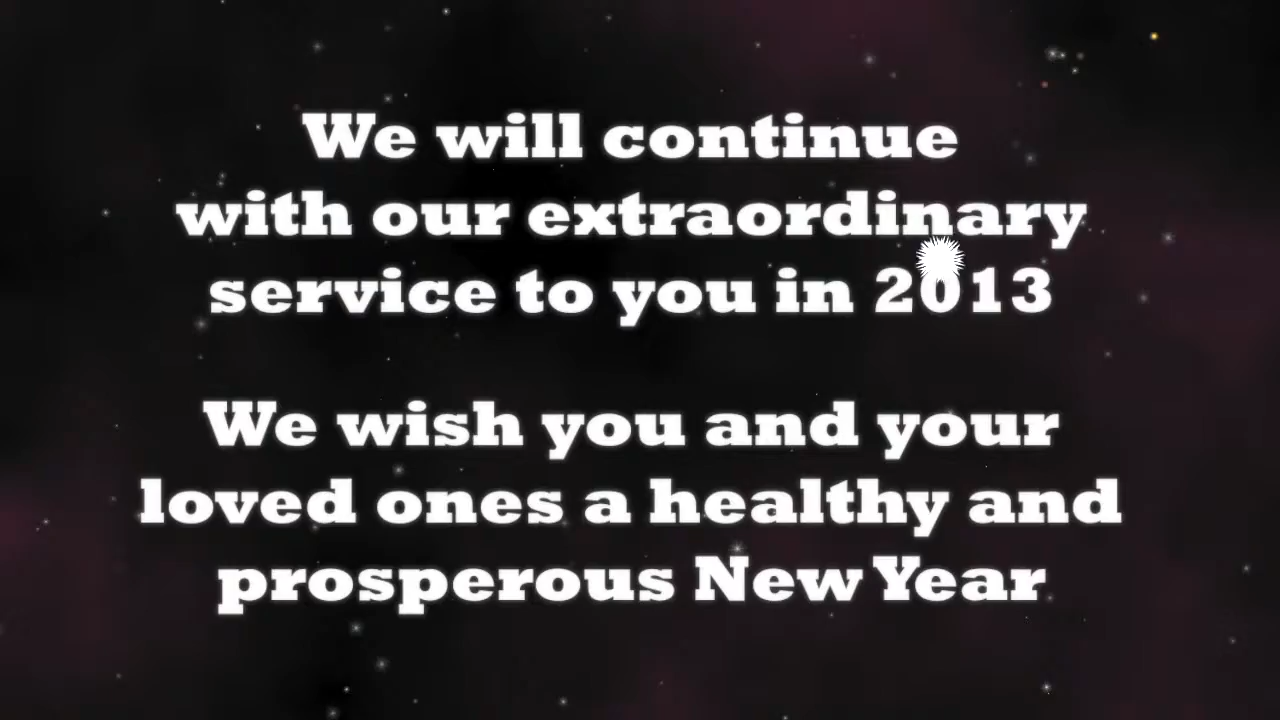 We will continue
with our extraordinary
service to you in 2013
We wish you and your
loved ones a healthy and
prosperous New Year